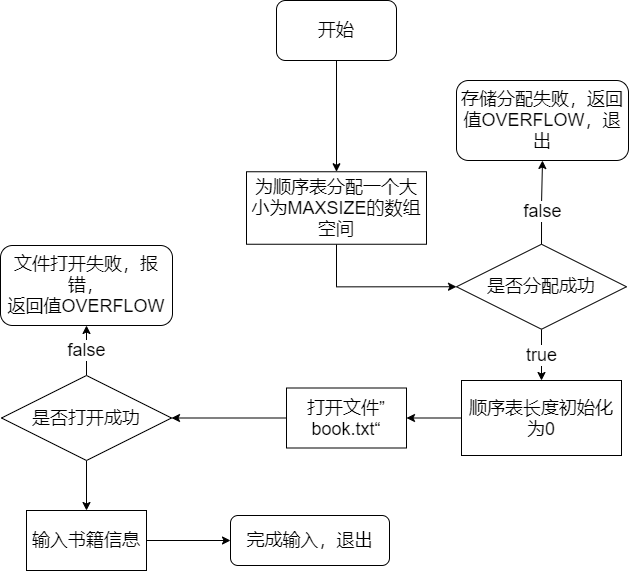 开始
存储分配失败，返回
值OVERFLOW，退
出
为顺序表分配一个大
小为MAXSIZE的数组
空间
false
文件打开失败，报
错，
返回值OVERFLOW
是否分配成功
false
true
是否打开成功
打开文件”
book.txt“
顺序表长度初始化
为0
输入书籍信息
完成输入，退出